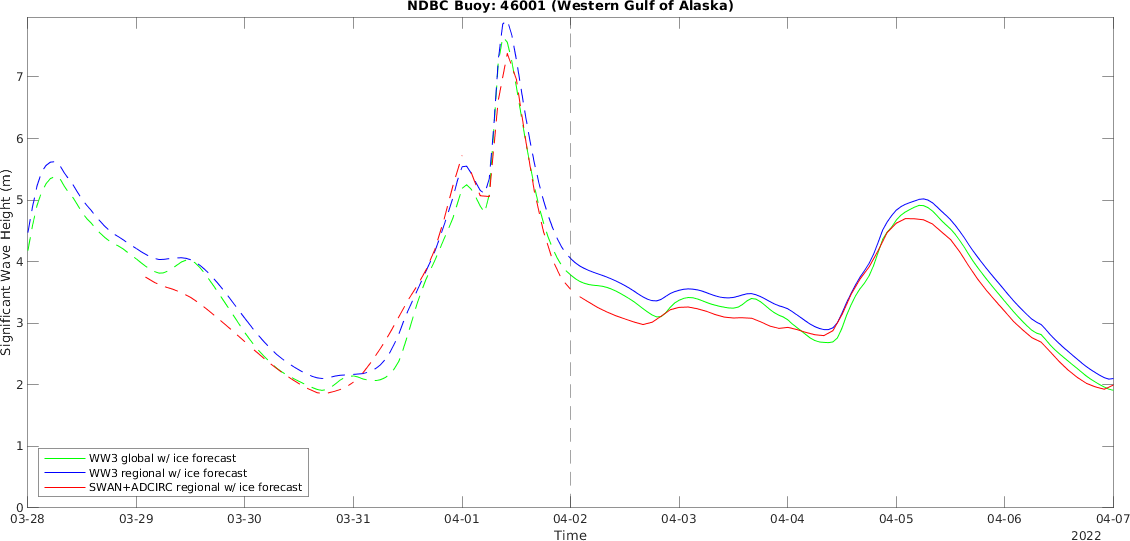 NDBC Buoy: 46001 (Western Gulf of Alaska)
Significant Wave Height (m)
7
6
5
4
3
2
1
0
WW3 global w/ ice forecast
WW3 regional w/ ice forecast
SWAN+ADCIRC regional w/ ice forecast
03-28 03-29 03-30 03-31 04-01 04-02 04-03 04-04 04-05 04-06 04-07
Time
2022